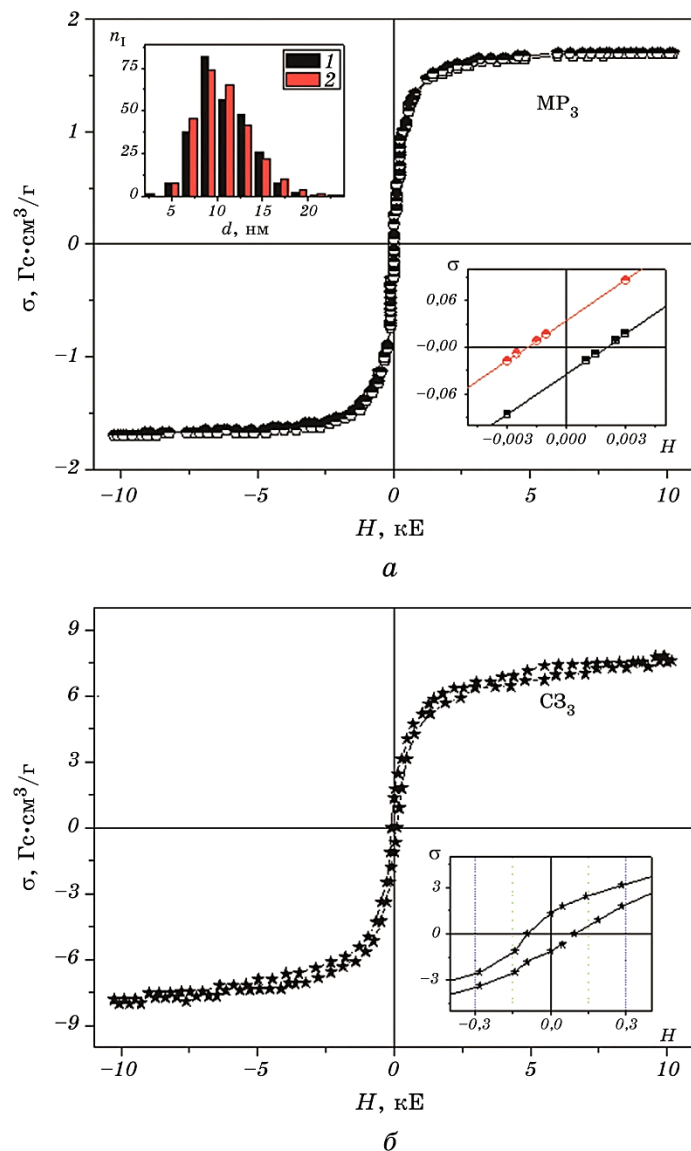 2
n_I
75
50
25
0
1
2
5 10 15 20
d, нм
MP₃
1
σ, Гс•см³/г
0
σ
0,06
−0,00
−0,06
−0,003 0,000 0,003
H
−1
−2
−10 −5 0 5 10
H, кЕ
а
9
6
СЗ₃
3
σ, Гс•см³/г
0
σ
3
0
−3
−0,3 0,0 0,3
H
−3
−6
−9
−10 −5 0 5 10
H, кЕ
б